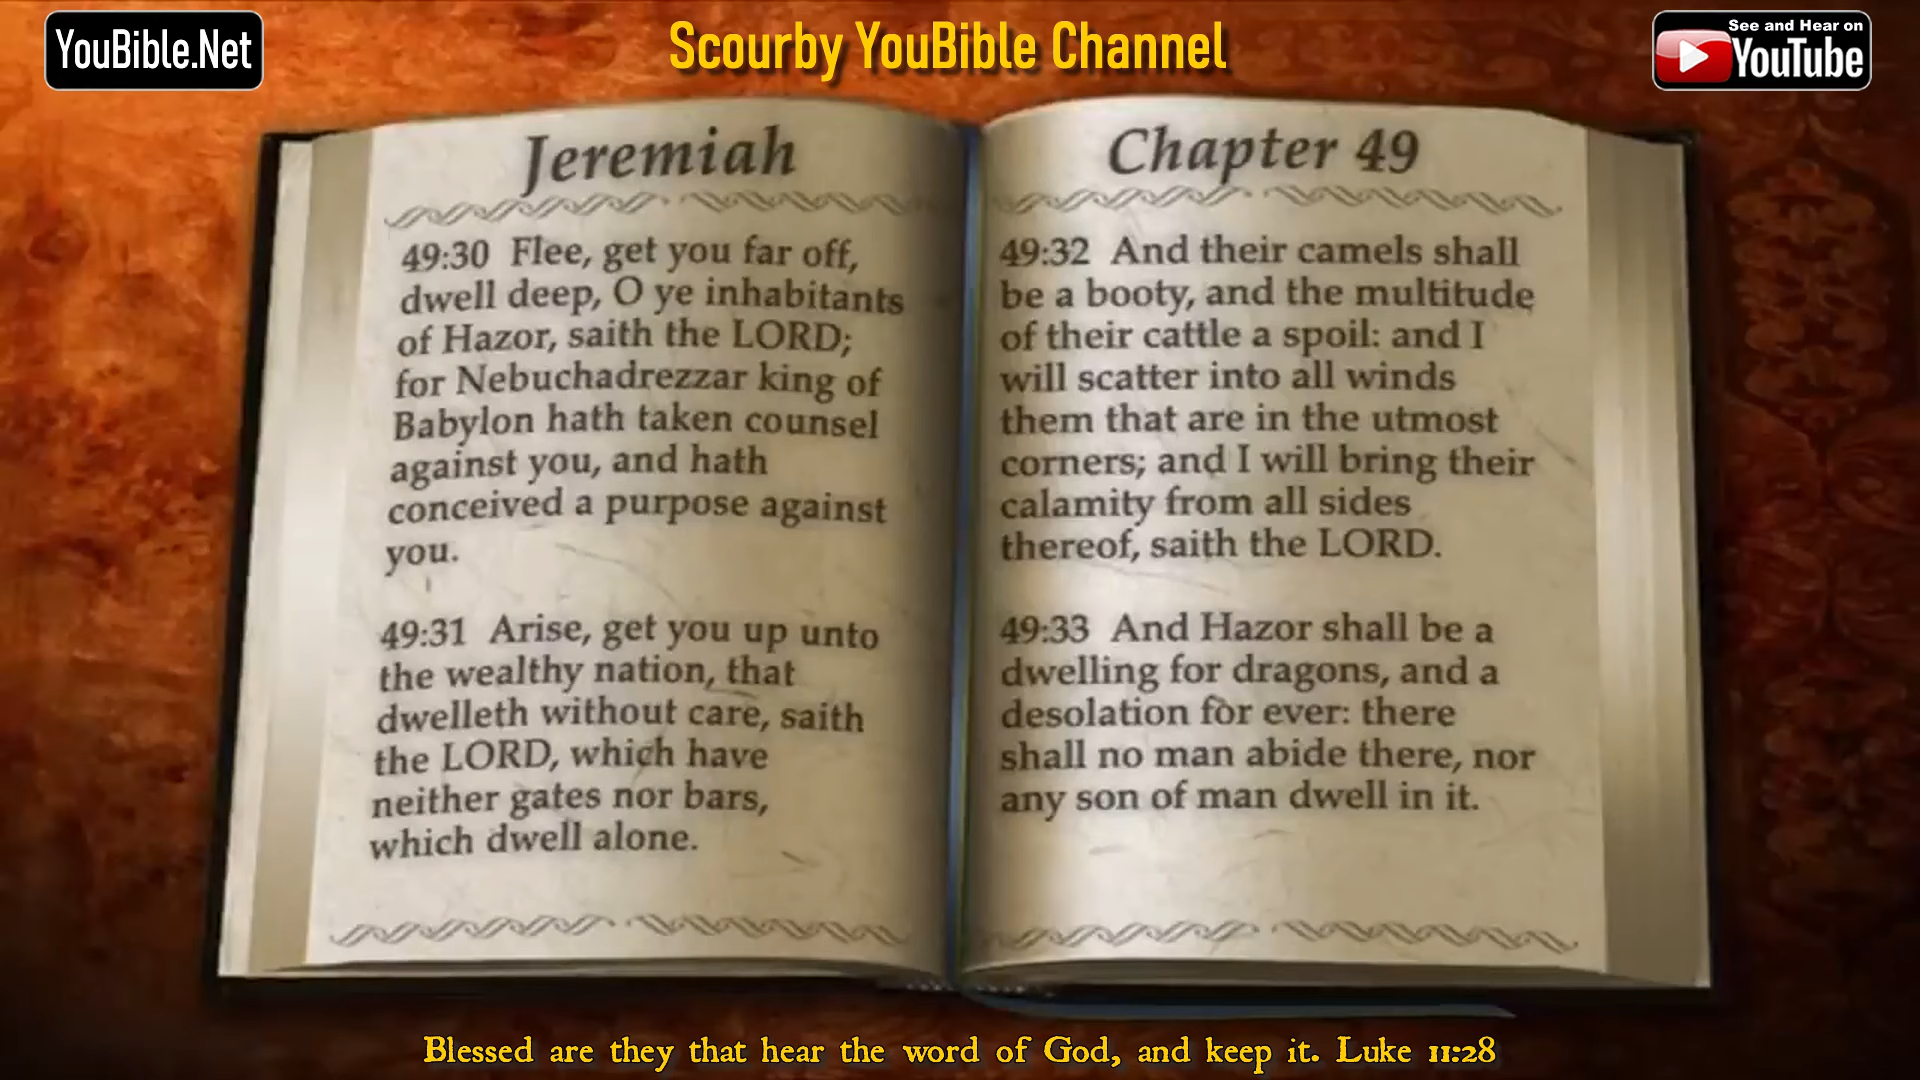 YouBible.Net
Scourby YouBible Channel
See and Hear on
YouTube
Jeremiah
49:30 Flee, get you far off,
dwell deep, O ye inhabitants
of Hazor, saith the LORD;
for Nebuchadrezzar king of
Babylon hath taken counsel
against you, and hath
conceived a purpose against
you.
49:31 Arise, get you up unto
the wealthy nation, that
dwelleth without care, saith
the LORD, which have
neither gates nor bars,
which dwell alone.
Chapter 49
49:32 And their camels shall
be a booty, and the multitude
of their cattle a spoil: and I
will scatter into all winds
them that are in the utmost
corners; and I will bring their
calamity from all sides
thereof, saith the LORD.
49:33 And Hazor shall be a
dwelling for dragons, and a
desolation for ever: there
shall no man abide there, nor
any son of man dwell in it.
Blessed are they that hear the word of God, and keep it. Luke 11:28